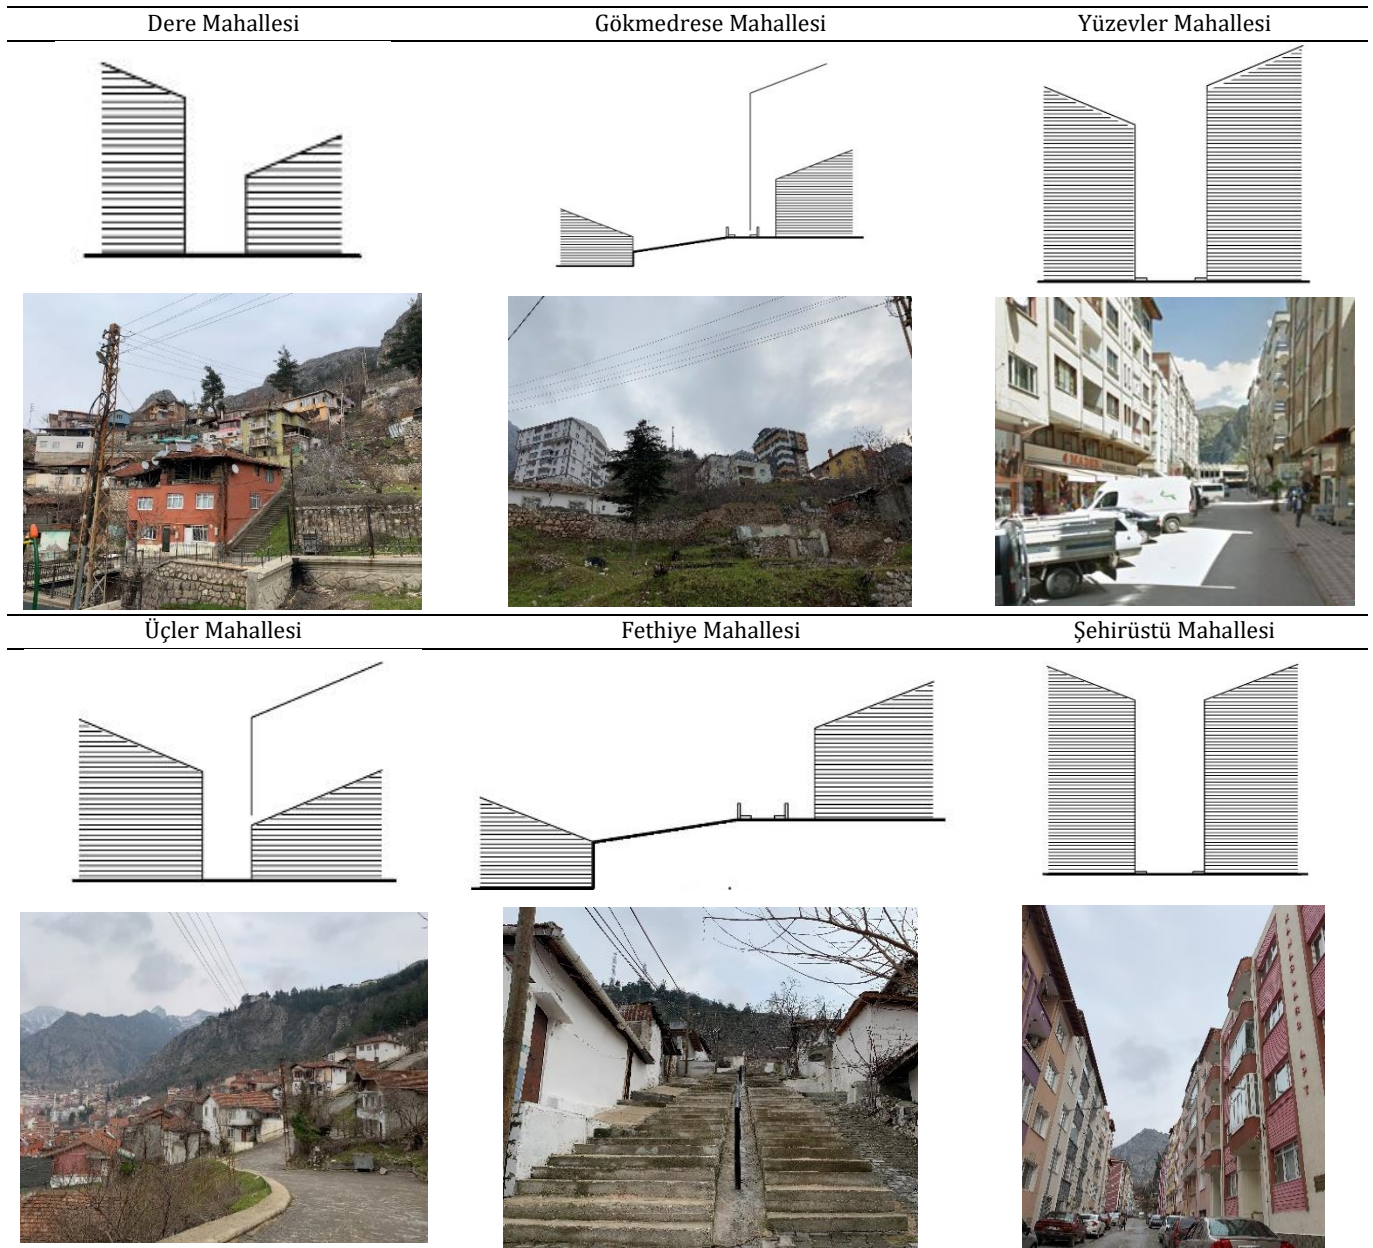 Dere Mahallesi
Gökmedrese Mahallesi
Yüzevler Mahallesi
Üçler Mahallesi
Fethiye Mahallesi
Şehirüstü Mahallesi